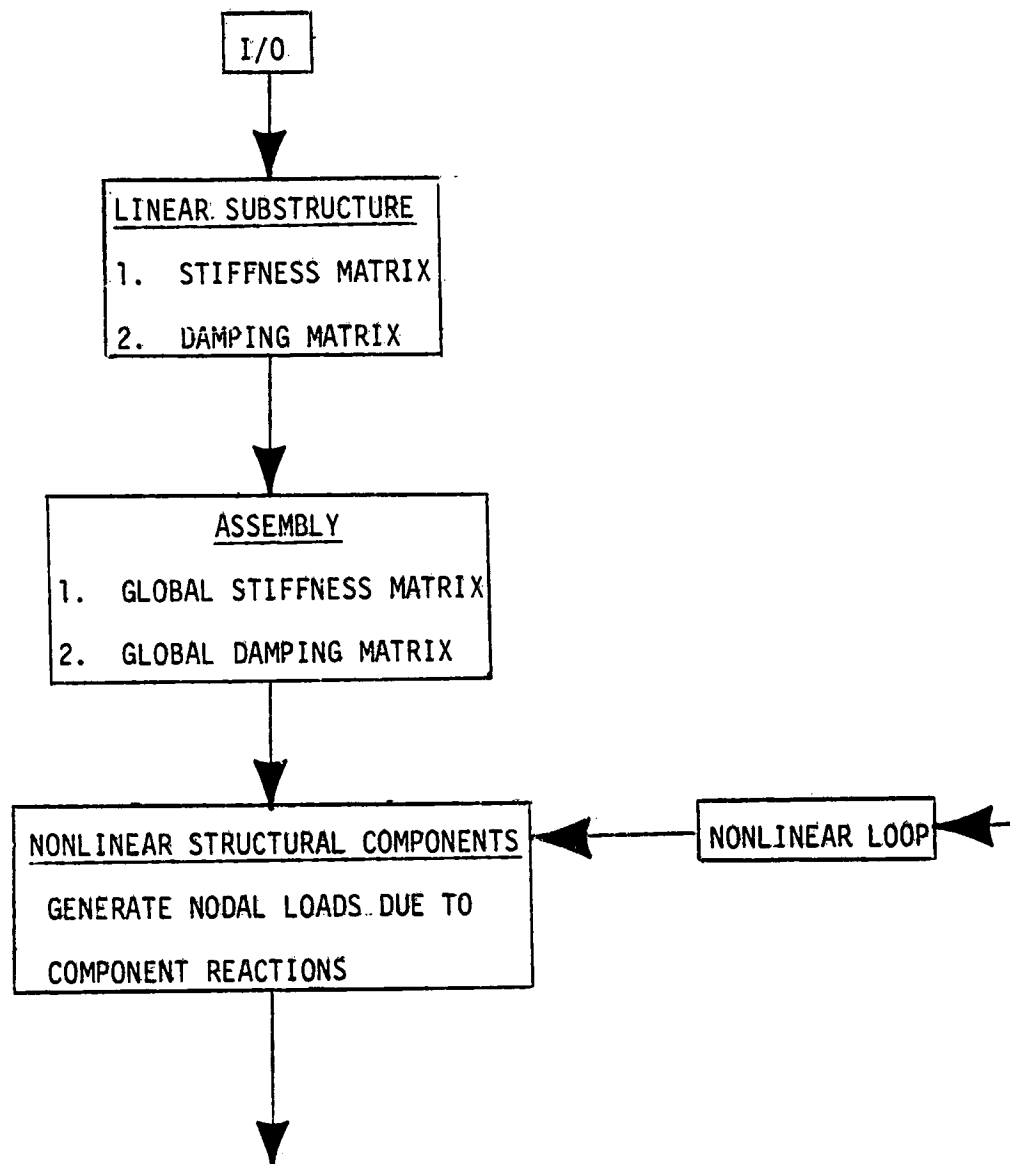 I/O
LINEAR SUBSTRUCTURE
1. STIFFNESS MATRIX
2. DAMPING MATRIX
ASSEMBLY
1. GLOBAL STIFFNESS MATRIX
2. GLOBAL DAMPING MATRIX
NONLINEAR STRUCTURAL COMPONENTS
GENERATE NODAL LOADS DUE TO
COMPONENT REACTIONS
NONLINEAR LOOP